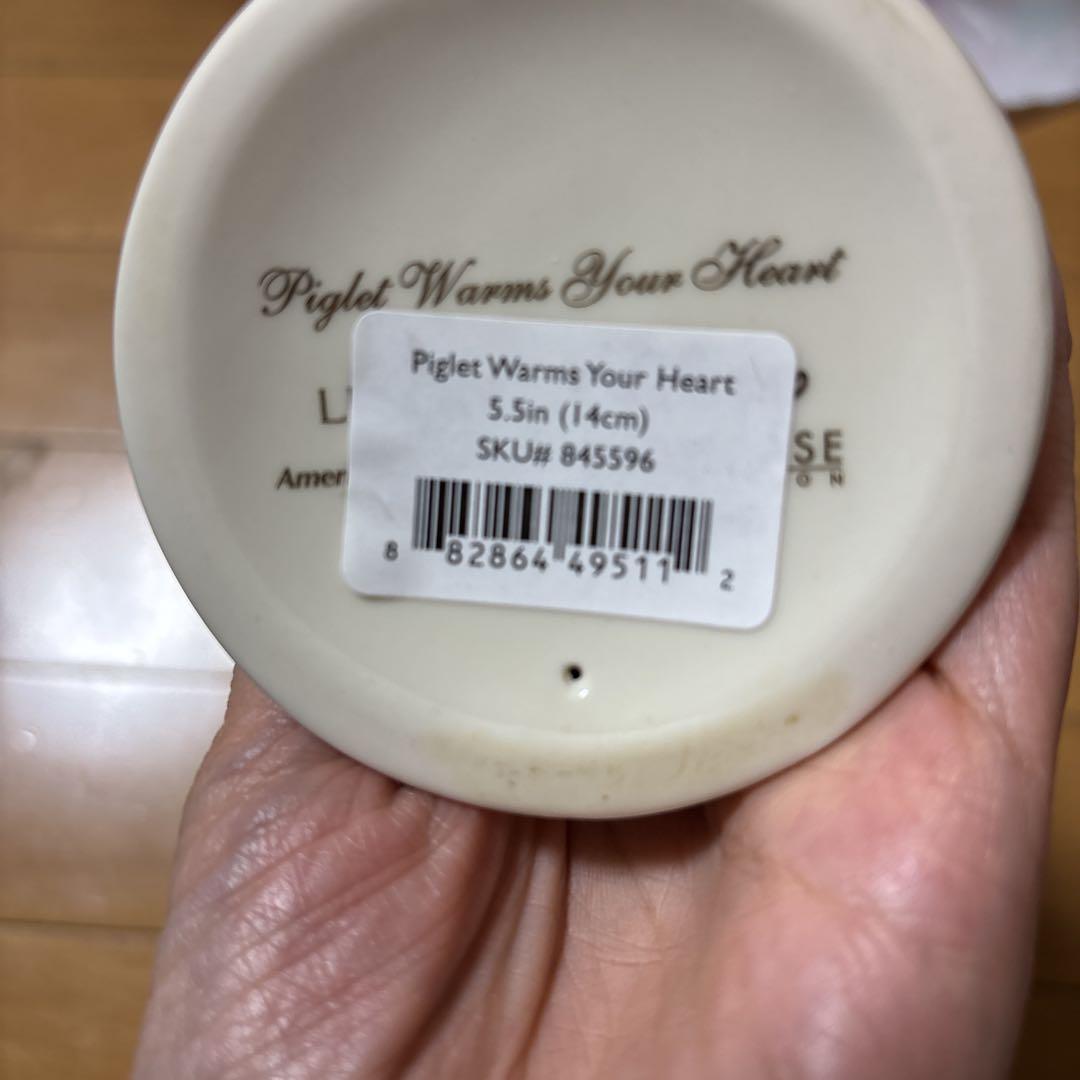 Piglet Warms Your Heart
Piglet Warms Your Heart
5.5in (14cm)
SKU# 845596
8 82864 49511 2